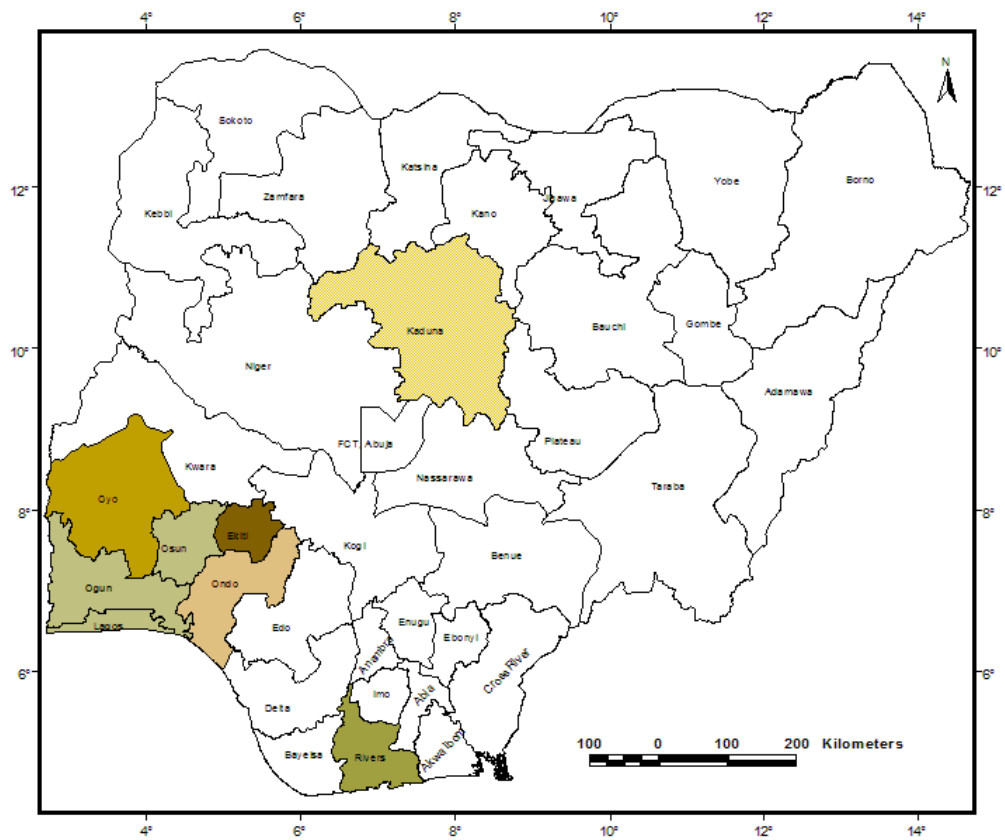 4° 6° 8° 10° 12° 14°
N
Sokoto
Katsina
Yobe
Borno
12° 12°
Kebbi
Zamfara
Kano
Jigawa
Kaduna
Bauchi
Gombe
10° 10°
Niger
Adamawa
FCT, Abuja
Plateau
Kwara
Nassarawa
Taraba
Oyo
8° 8°
Ekiti
Osun
Kogi
Benue
Ogun
Ondo
Lagos
Edo
Enugu
Ebonyi
Anambra
Cross River
6° 6°
Imo
Abia
Delta
Bayelsa
Rivers
Akwa Ibom
100 0 100 200 Kilometers
4° 6° 8° 10° 12° 14°